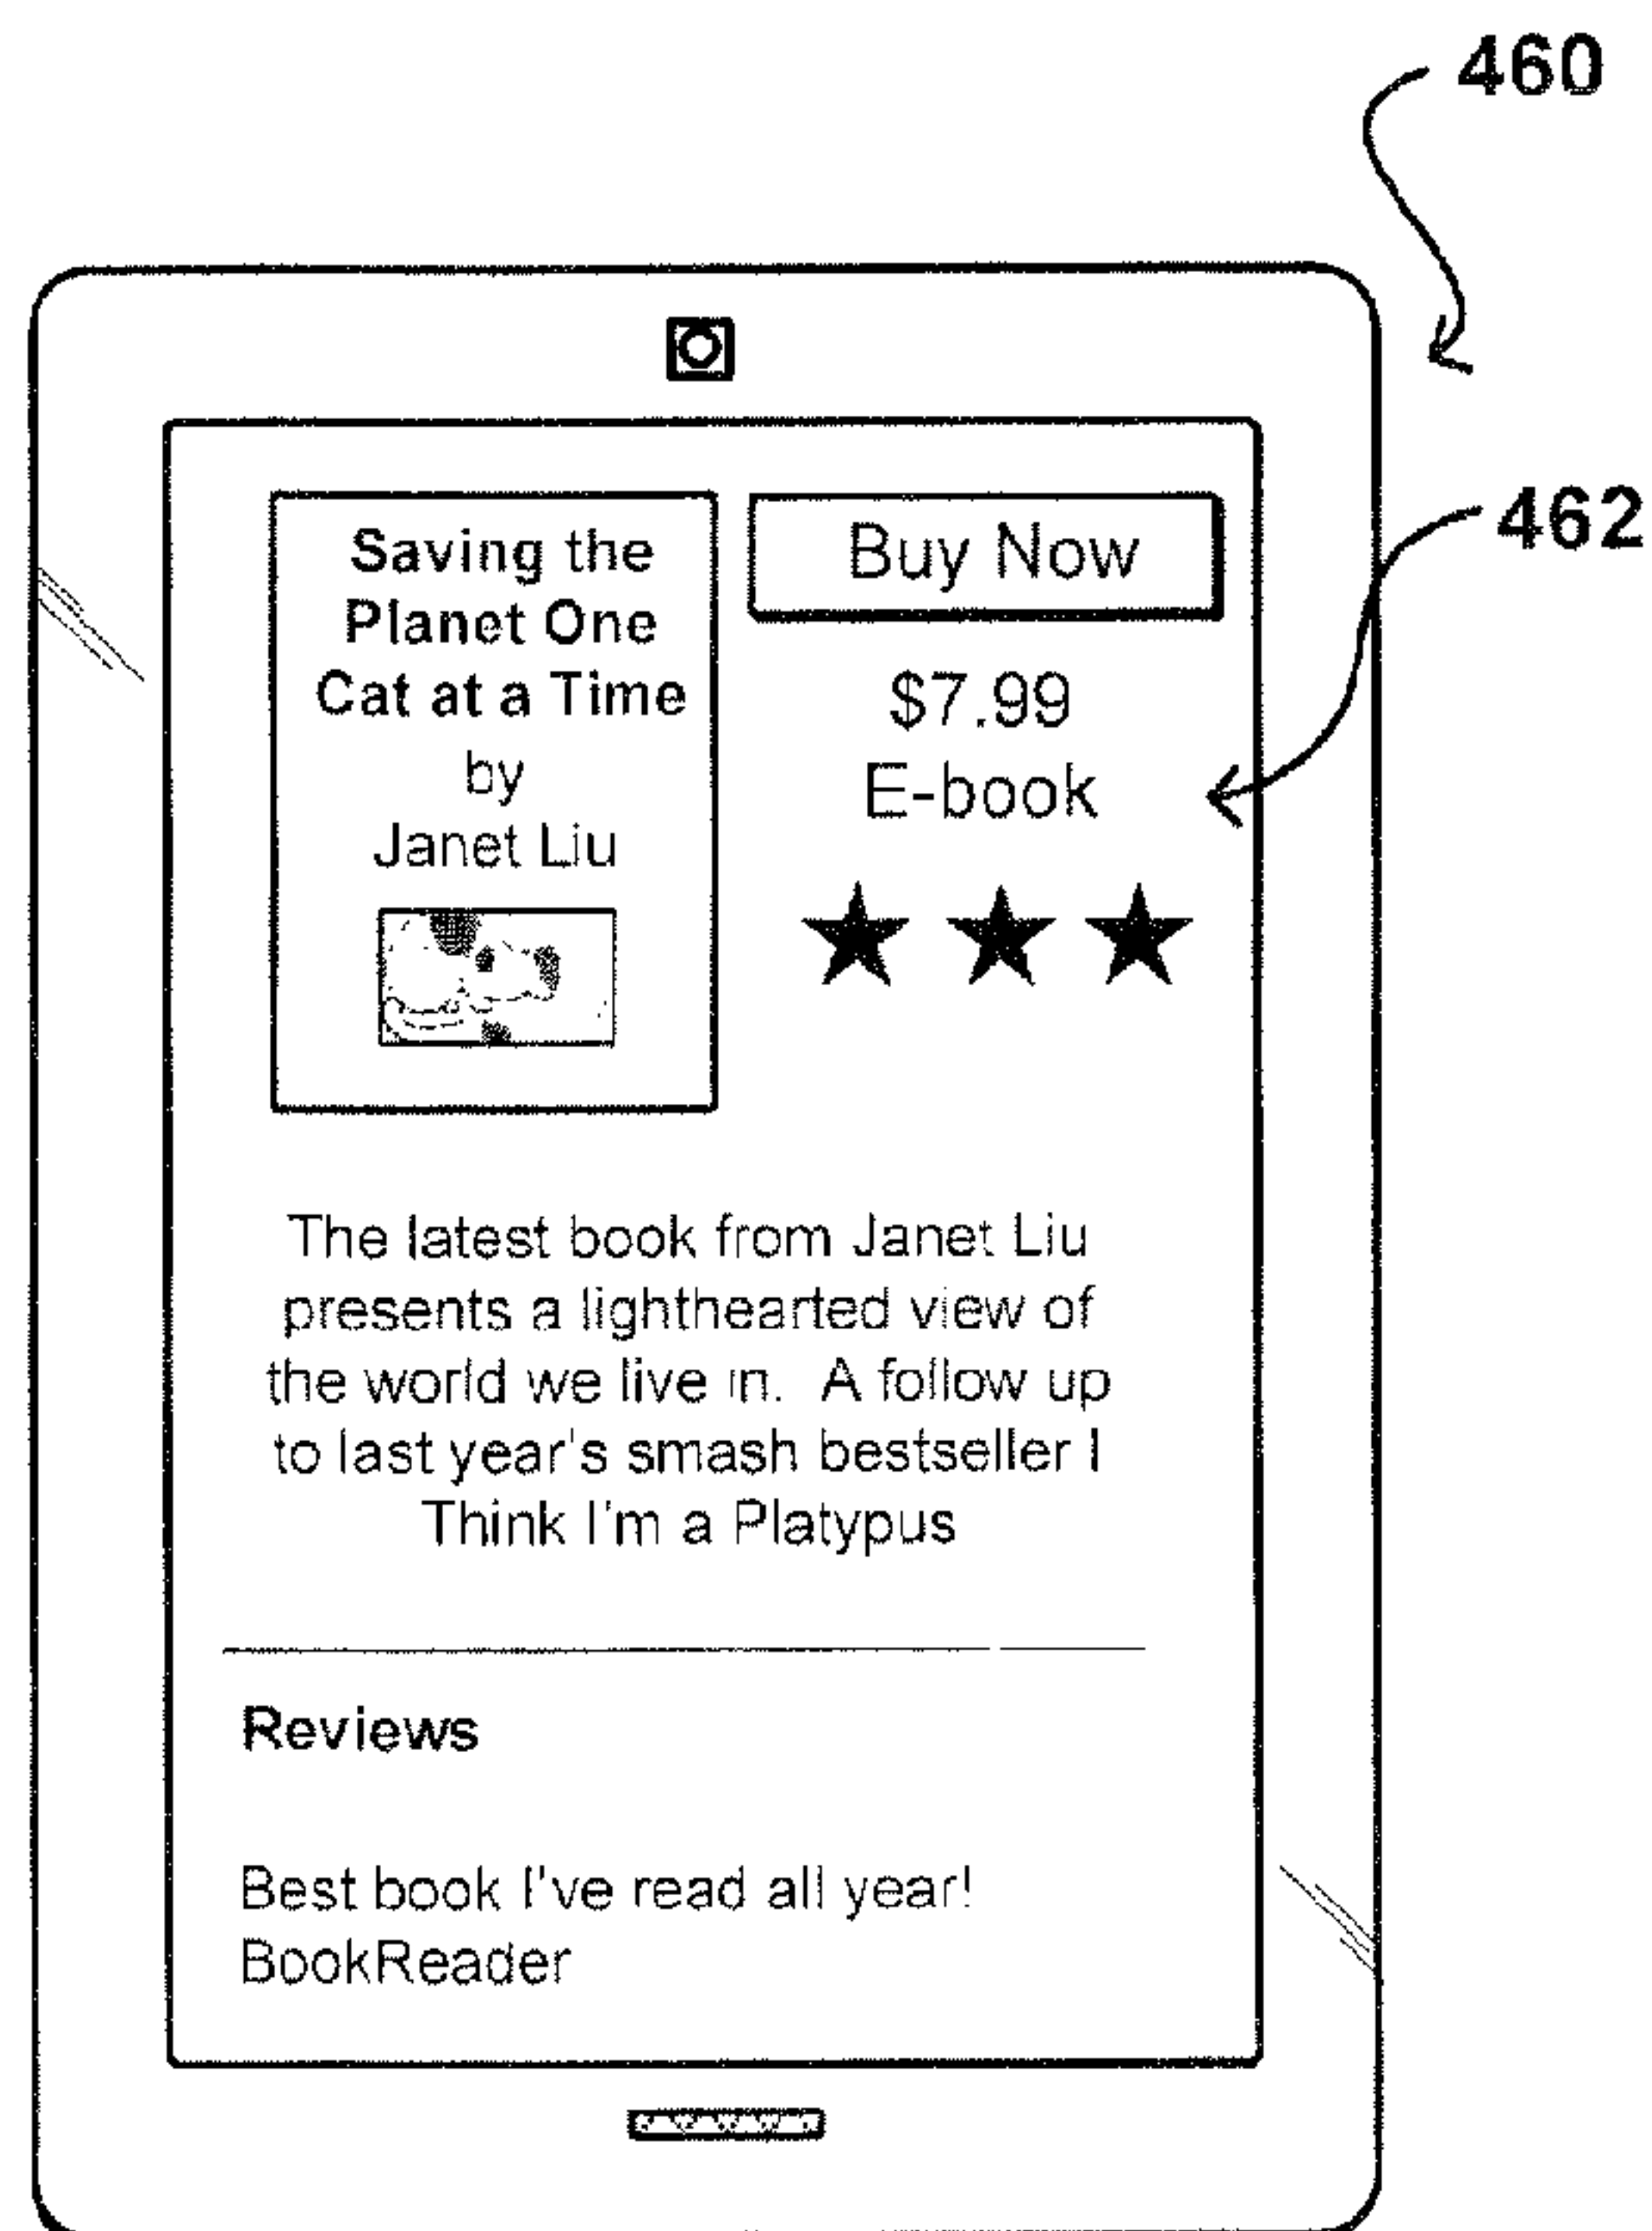 460
462
Saving the
Planet One
Cat at a Time
by
Janet Liu
Buy Now
$7.99
E-book
The latest book from Janet Liu
presents a lighthearted view of
the world we live in. A follow up
to last year's smash bestseller I
Think I'm a Platypus
Reviews
Best book I've read all year!
BookReader